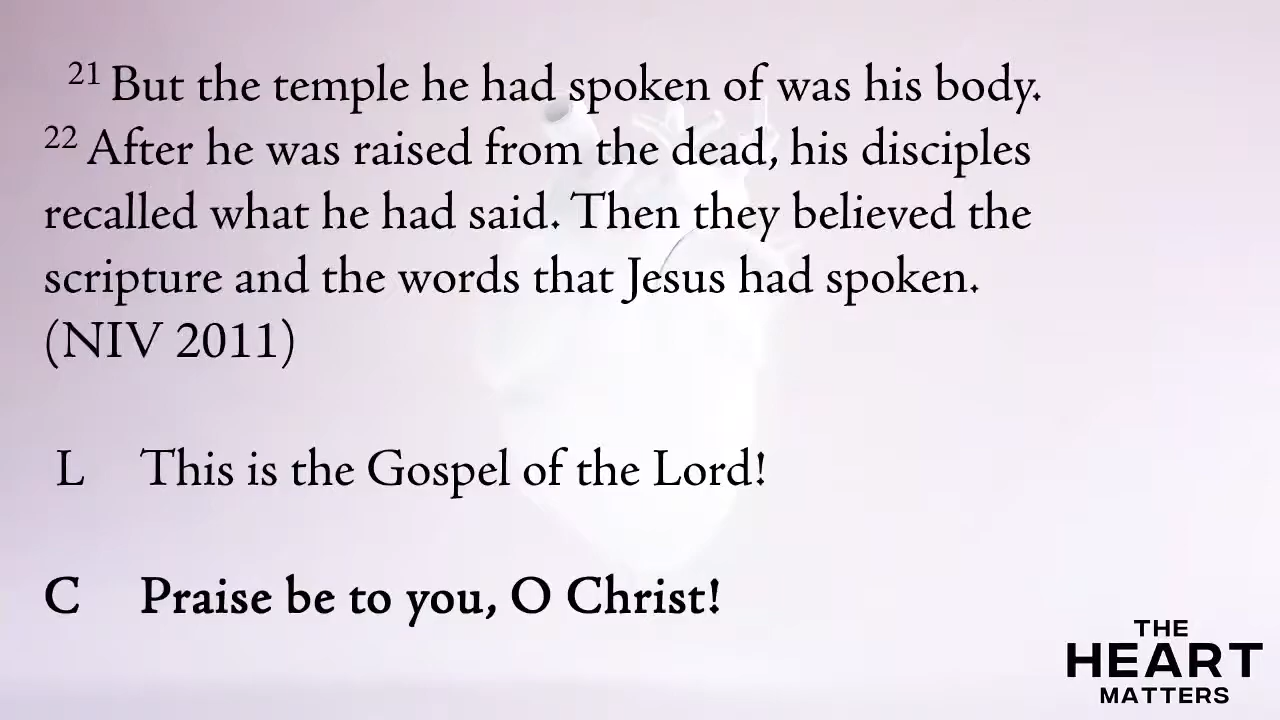 21 But the temple he had spoken of was his body.
22 After he was raised from the dead, his disciples
recalled what he had said. Then they believed the
scripture and the words that Jesus had spoken.
(NIV 2011)
L This is the Gospel of the Lord!
C Praise be to you, O Christ!
THE
HEART
MATTERS